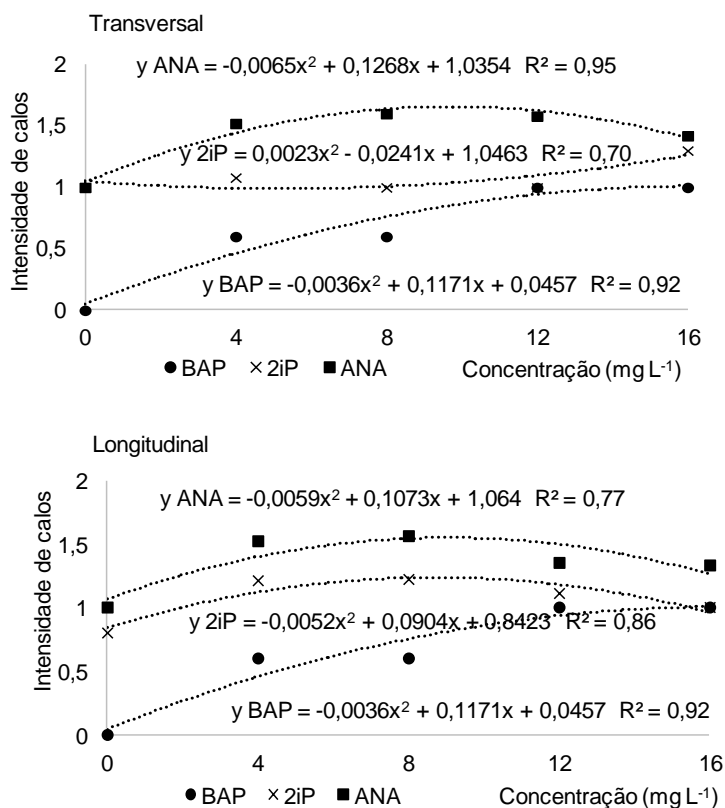 Transversal
y ANA = -0,0065x² + 0,1268x + 1,0354 R² = 0,95
y 2iP = 0,0023x² - 0,0241x + 1,0463 R² = 0,70
y BAP = -0,0036x² + 0,1171x + 0,0457 R² = 0,92
Intensidade de calos
2
1,5
1
0,5
0
0 4 8 12 16
BAP 2iP ANA Concentração (mg L⁻¹)
Longitudinal
y ANA = -0,0059x² + 0,1073x + 1,064 R² = 0,77
y 2iP = -0,0052x² + 0,0904x + 0,8423 R² = 0,86
y BAP = -0,0036x² + 0,1171x + 0,0457 R² = 0,92
Intensidade de calos
2
1,5
1
0,5
0
0 4 8 12 16
BAP 2iP ANA Concentração (mg L⁻¹)